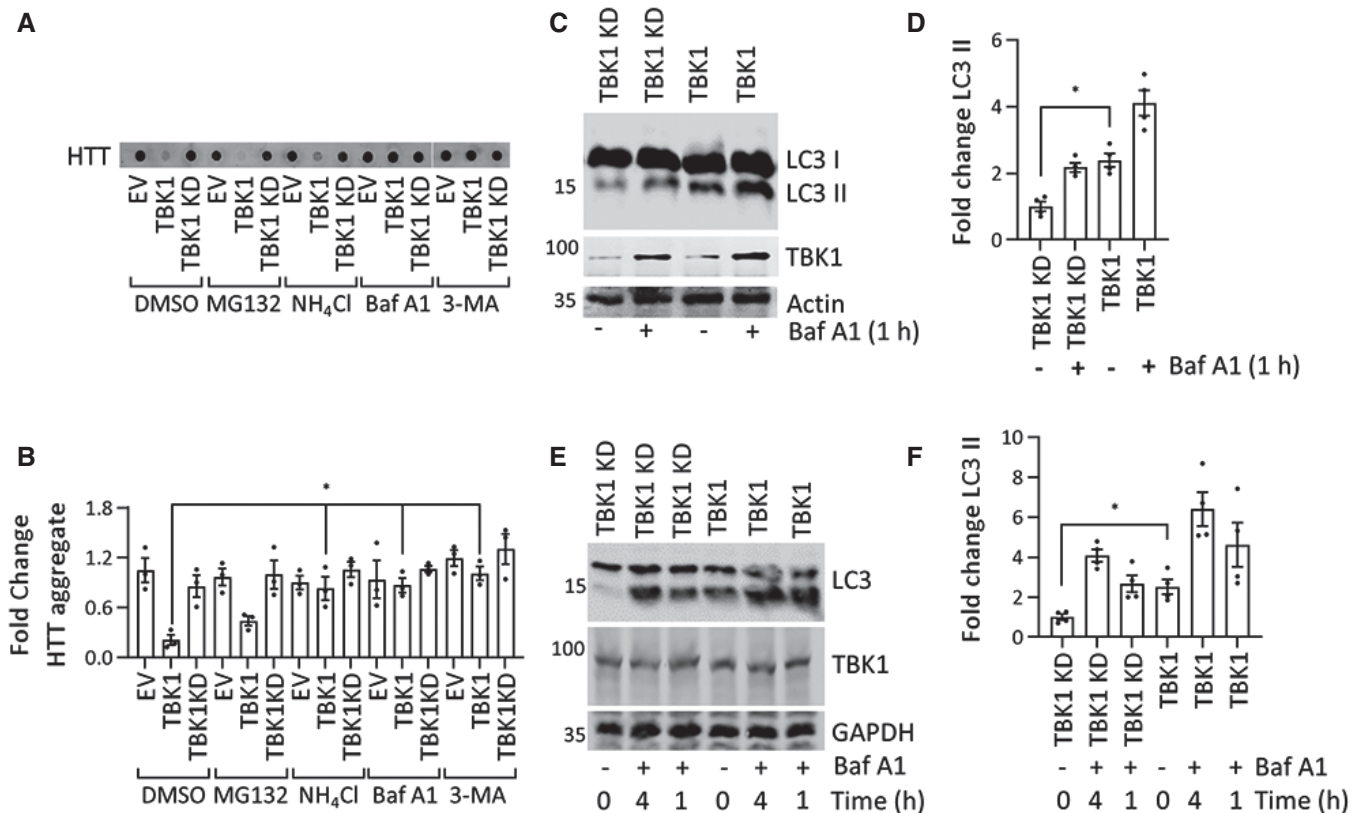 A
HTT
EV TBK1 TBK1 KD EV TBK1 TBK1 KD EV TBK1 TBK1 KD EV TBK1 TBK1 KD EV TBK1 TBK1 KD
DMSO MG132 NH₄Cl Baf A1 3-MA
C
TBK1 KD TBK1 KD TBK1 TBK1
LC3 I
15 LC3 II
100 TBK1
35 Actin
- + - + Baf A1 (1 h)
D
Fold change LC3 II
6
*
4
2
0
TBK1 KD TBK1 KD TBK1 TBK1
- + - + Baf A1 (1 h)
B
Fold Change
HTT aggregate
*
1.8
1.2
0.6
0.0
EV TBK1 TBK1KD EV TBK1 TBK1KD EV TBK1 TBK1KD EV TBK1 TBK1KD EV TBK1 TBK1KD
DMSO MG132 NH₄Cl Baf A1 3-MA
E
TBK1 KD TBK1 KD TBK1 KD TBK1 TBK1 TBK1
15 LC3
100 TBK1
35 GAPDH
- + + - + + Baf A1
0 4 1 0 4 1 Time (h)
F
Fold change LC3 II
10
8
6
*
4
2
0
TBK1 KD TBK1 KD TBK1 KD TBK1 TBK1 TBK1
- + + - + + Baf A1
0 4 1 0 4 1 Time (h)